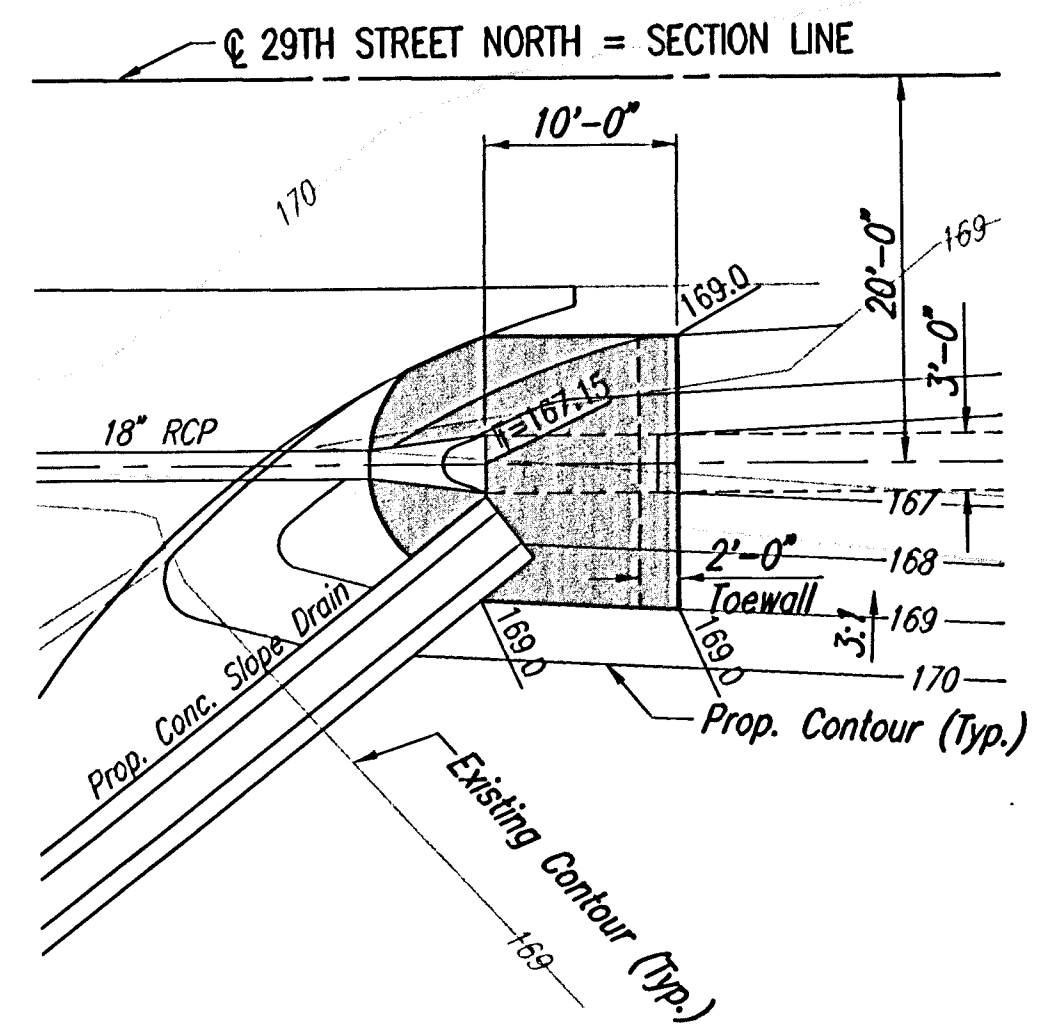 ℄ 29TH STREET NORTH = SECTION LINE
10'-0"
170
169
20'-0"
169.0
3'-0"
18" RCP
=167.15
167
168
2'-0"
Toewall
169
3:1
169.0
169.0
170
Prop. Conc. Slope Drain
Prop. Contour (Typ.)
Existing Contour (Typ.)
169